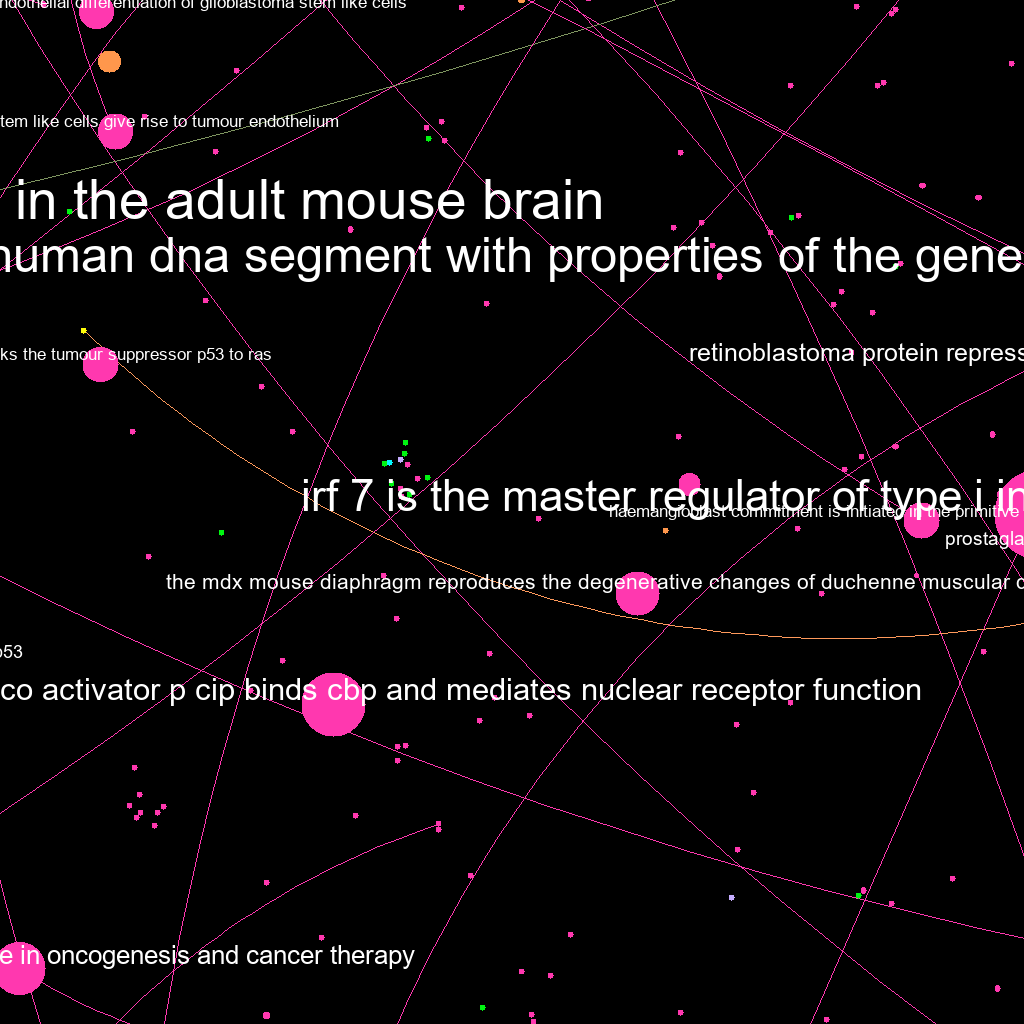 endothelial differentiation of glioblastoma stem like cells
stem like cells give rise to tumour endothelium
in the adult mouse brain
human dna segment with properties of the gene
ks the tumour suppressor p53 to ras
retinoblastoma protein repress
irf 7 is the master regulator of type i im
haemangioblast commitment is initiated in the primitive
prostagla
the mdx mouse diaphragm reproduces the degenerative changes of duchenne muscular d
p53
co activator p cip binds cbp and mediates nuclear receptor function
e in oncogenesis and cancer therapy